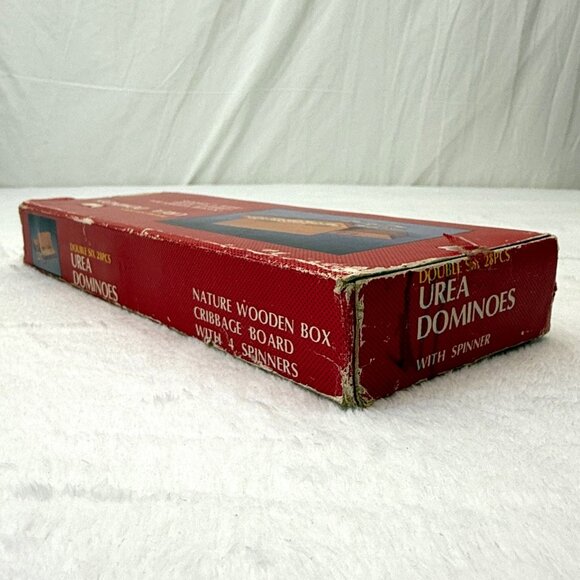 DOUBLE SIX 28PCS
UREA
DOMINOES
NATURE WOODEN BOX
CRIBBAGE BOARD
WITH 4 SPINNERS
DOUBLE SIX 28PCS
UREA
DOMINOES
WITH SPINNER